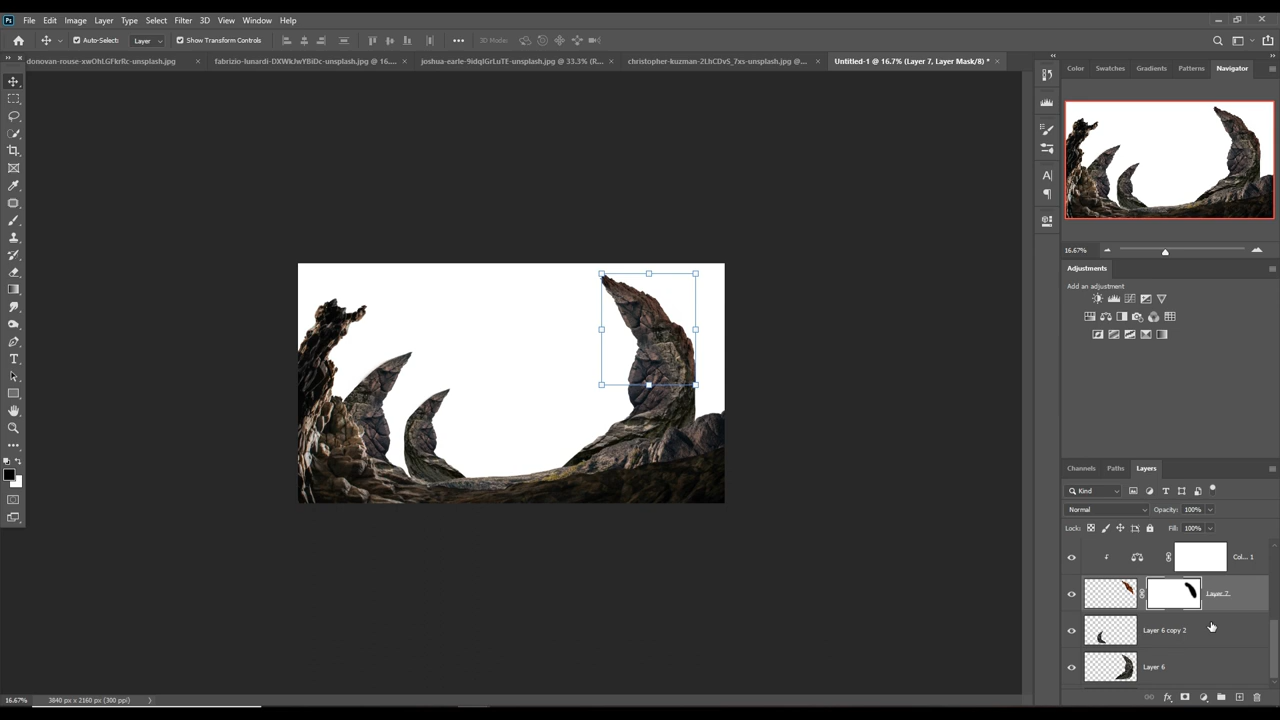 Ps File Edit Image Layer Type Select Filter 3D View Window Help
Auto-Select: Layer Show Transform Controls 3D Mode:
donovan-rouse-xwOhLGFkrRc-unsplash.jpg fabrizio-lunardi-DXWkJwYBiDc-unsplash.jpg @ 16.... joshua-earle-9idqIGrLuTE-unsplash.jpg @ 33.3% (R... christopher-kuzman-2LhCDvS_7xs-unsplash.jpg @... Untitled-1 @ 16.7% (Layer 7, Layer Mask/8) *
Color Swatches Gradients Patterns Navigator
16.67%
Adjustments
Add an adjustment
Channels Paths Layers
Kind
Normal Opacity: 100%
Lock: Fill: 100%
Col... 1
Layer 7
Layer 6 copy 2
Layer 6
16.67% 3840 px x 2160 px (300 ppi)